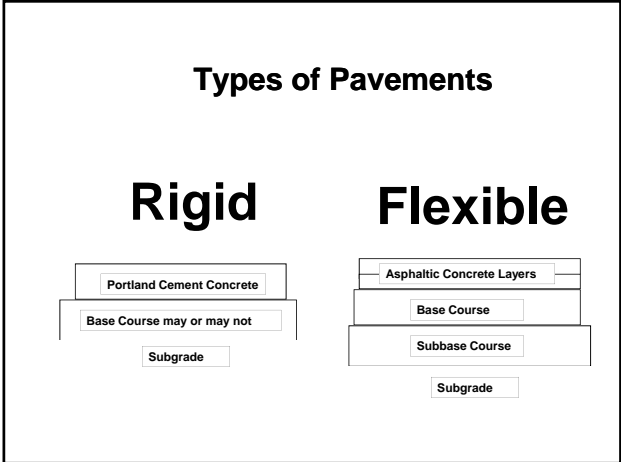 Types of Pavements
Rigid
Portland Cement Concrete
Base Course may or may not
Subgrade
Flexible
Asphaltic Concrete Layers
Base Course
Subbase Course
Subgrade